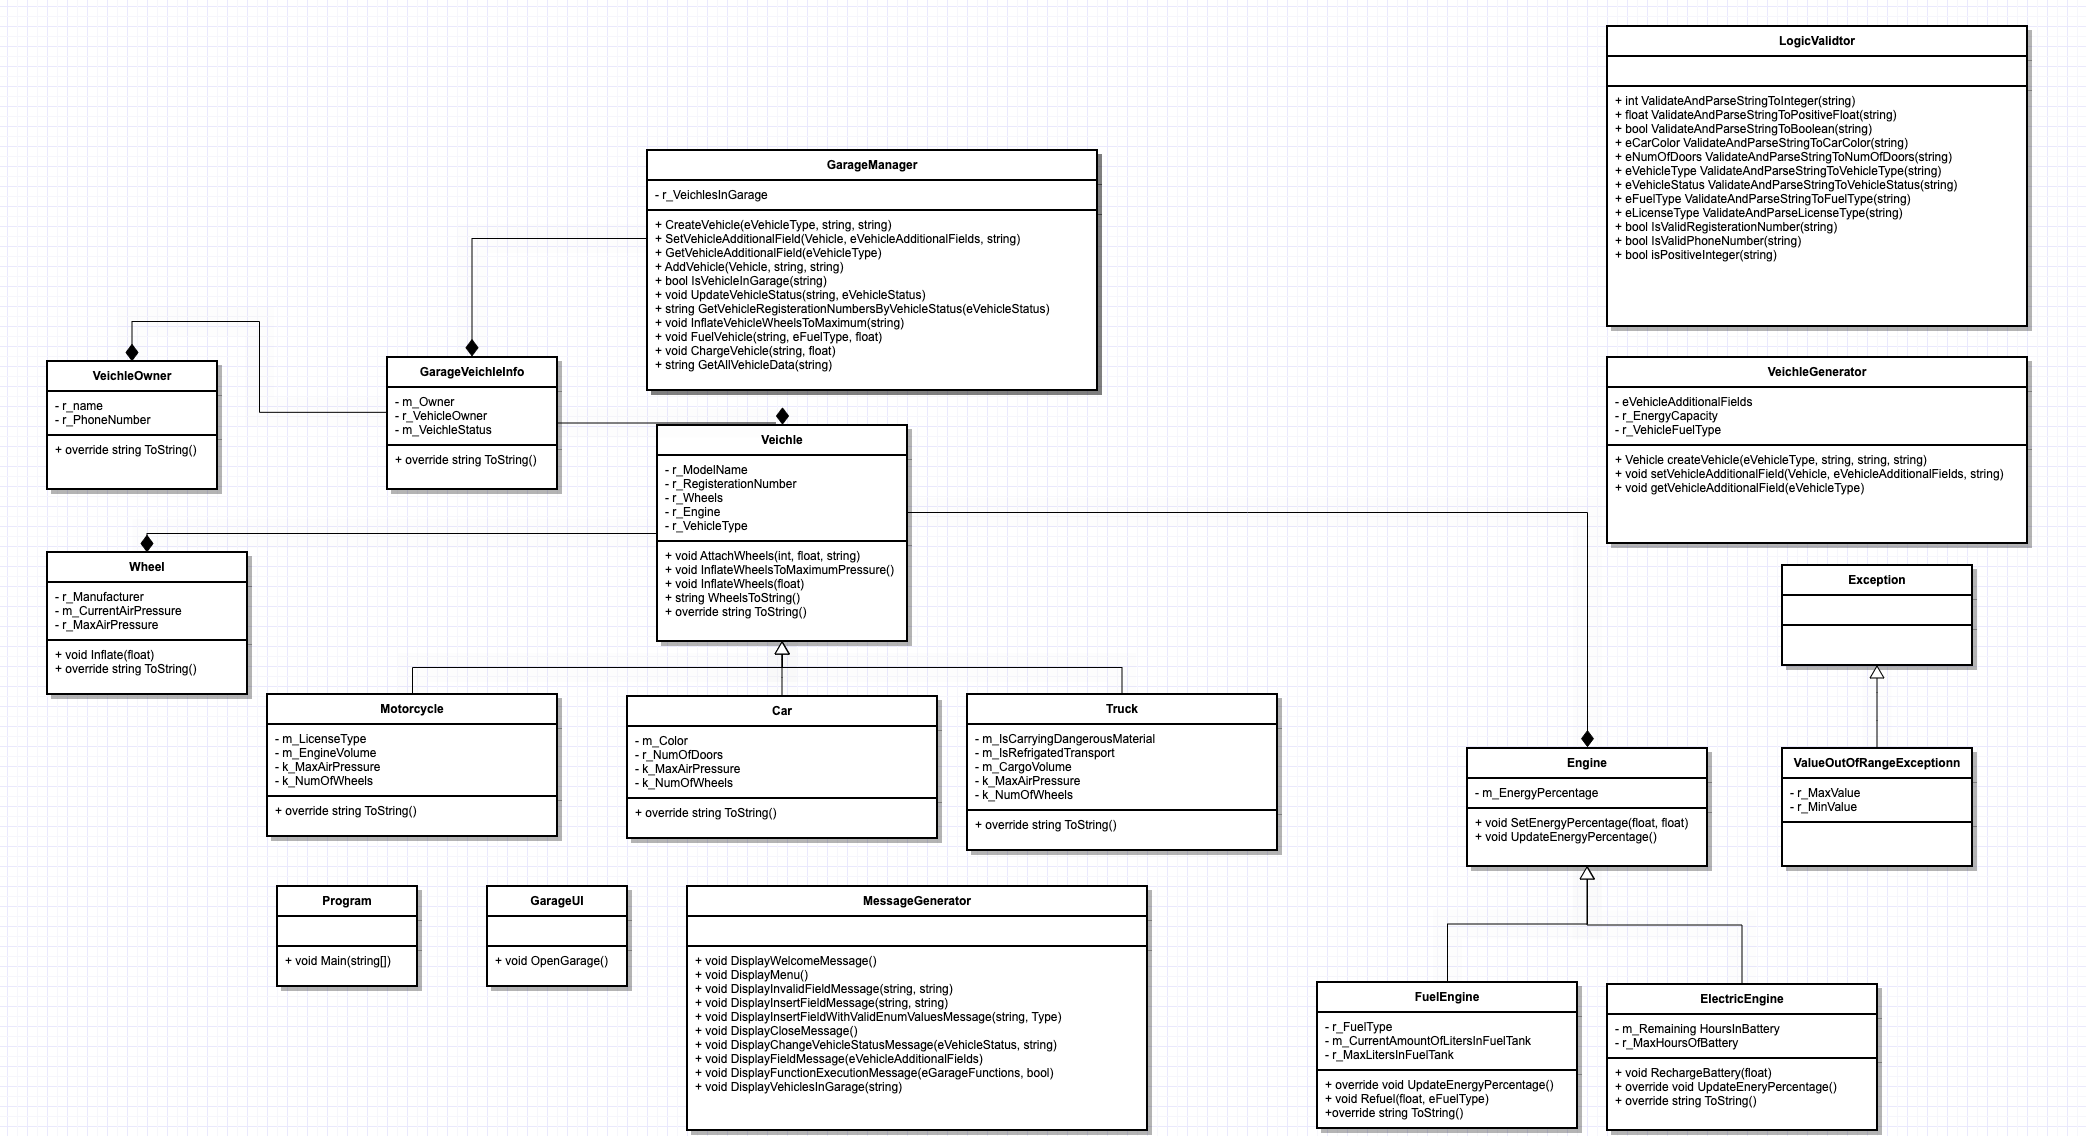 LogicValidtor
+ int ValidateAndParseStringToInteger(string)
+ float ValidateAndParseStringToPositiveFloat(string)
+ bool ValidateAndParseStringToBoolean(string)
+ eCarColor ValidateAndParseStringToCarColor(string)
+ eNumOfDoors ValidateAndParseStringToNumOfDoors(string)
+ eVehicleType ValidateAndParseStringToVehicleType(string)
+ eVehicleStatus ValidateAndParseStringToVehicleStatus(string)
+ eFuelType ValidateAndParseStringToFuelType(string)
+ eLicenseType ValidateAndParseLicenseType(string)
+ bool IsValidRegisterationNumber(string)
+ bool IsValidPhoneNumber(string)
+ bool isPositiveInteger(string)
GarageManager
- r_VeichlesInGarage
+ CreateVehicle(eVehicleType, string, string)
+ SetVehicleAdditionalField(Vehicle, eVehicleAdditionalFields, string)
+ GetVehicleAdditionalField(eVehicleType)
+ AddVehicle(Vehicle, string, string)
+ bool IsVehicleInGarage(string)
+ void UpdateVehicleStatus(string, eVehicleStatus)
+ string GetVehicleRegisterationNumbersByVehicleStatus(eVehicleStatus)
+ void InflateVehicleWheelsToMaximum(string)
+ void FuelVehicle(string, eFuelType, float)
+ void ChargeVehicle(string, float)
+ string GetAllVehicleData(string)
VeichleOwner
- r_name
- r_PhoneNumber
+ override string ToString()
GarageVeichleInfo
- m_Owner
- r_VehicleOwner
- m_VeichleStatus
+ override string ToString()
VeichleGenerator
- eVehicleAdditionalFields
- r_EnergyCapacity
- r_VehicleFuelType
+ Vehicle createVehicle(eVehicleType, string, string, string)
+ void setVehicleAdditionalField(Vehicle, eVehicleAdditionalFields, string)
+ void getVehicleAdditionalField(eVehicleType)
Veichle
- r_ModelName
- r_RegisterationNumber
- r_Wheels
- r_Engine
- r_VehicleType
+ void AttachWheels(int, float, string)
+ void InflateWheelsToMaximumPressure()
+ void InflateWheels(float)
+ string WheelsToString()
+ override string ToString()
Wheel
- r_Manufacturer
- m_CurrentAirPressure
- r_MaxAirPressure
+ void Inflate(float)
+ override string ToString()
Exception
Motorcycle
- m_LicenseType
- m_EngineVolume
- k_MaxAirPressure
- k_NumOfWheels
+ override string ToString()
Car
- m_Color
- r_NumOfDoors
- k_MaxAirPressure
- k_NumOfWheels
+ override string ToString()
Truck
- m_IsCarryingDangerousMaterial
- m_IsRefrigatedTransport
- m_CargoVolume
- k_MaxAirPressure
- k_NumOfWheels
+ override string ToString()
Engine
- m_EnergyPercentage
+ void SetEnergyPercentage(float, float)
+ void UpdateEnergyPercentage()
ValueOutOfRangeExceptionn
- r_MaxValue
- r_MinValue
Program
+ void Main(string[])
GarageUI
+ void OpenGarage()
MessageGenerator
+ void DisplayWelcomeMessage()
+ void DisplayMenu()
+ void DisplayInvalidFieldMessage(string, string)
+ void DisplayInsertFieldMessage(string, string)
+ void DisplayInsertFieldWithValidEnumValuesMessage(string, Type)
+ void DisplayCloseMessage()
+ void DisplayChangeVehicleStatusMessage(eVehicleStatus, string)
+ void DisplayFieldMessage(eVehicleAdditionalFields)
+ void DisplayFunctionExecutionMessage(eGarageFunctions, bool)
+ void DisplayVehiclesInGarage(string)
FuelEngine
- r_FuelType
- m_CurrentAmountOfLitersInFuelTank
- r_MaxLitersInFuelTank
+ override void UpdateEnergyPercentage()
+ void Refuel(float, eFuelType)
+override string ToString()
ElectricEngine
- m_Remaining HoursInBattery
- r_MaxHoursOfBattery
+ void RechargeBattery(float)
+ override void UpdateEneryPercentage()
+ override string ToString()